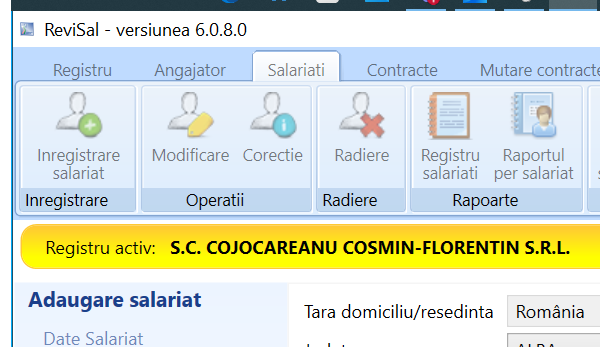 ReviSal - versiunea 6.0.8.0
Registru Angajator Salariati Contracte Mutare contracte
Inregistrare salariat
Modificare
Corectie
Radiere
Registru salariati
Raportul per salariat
Inregistrare Operatii Radiere Rapoarte
Registru activ: S.C. COJOCAREANU COSMIN-FLORENTIN S.R.L.
Adaugare salariat
Tara domiciliu/resedinta România
Date Salariat